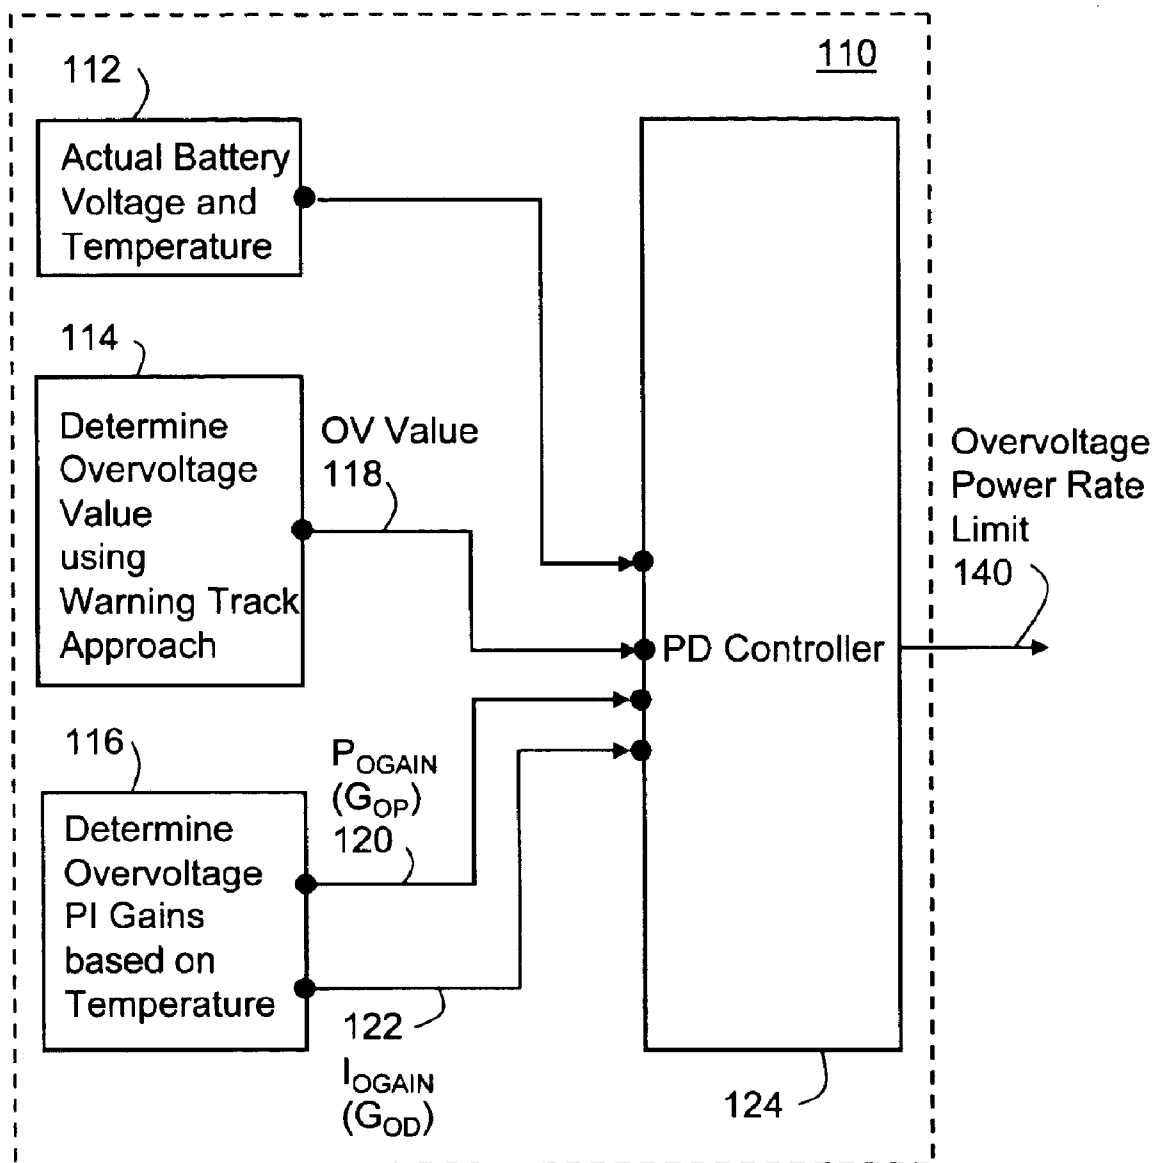 110
112
Actual Battery
Voltage and
Temperature
114
Determine
Overvoltage
Value
using
Warning Track
Approach
OV Value
118
116
Determine
Overvoltage
PI Gains
based on
Temperature
POGAIN
(GOP)
120
122
IOGAIN
(GOD)
PD Controller
124
Overvoltage
Power Rate
Limit
140